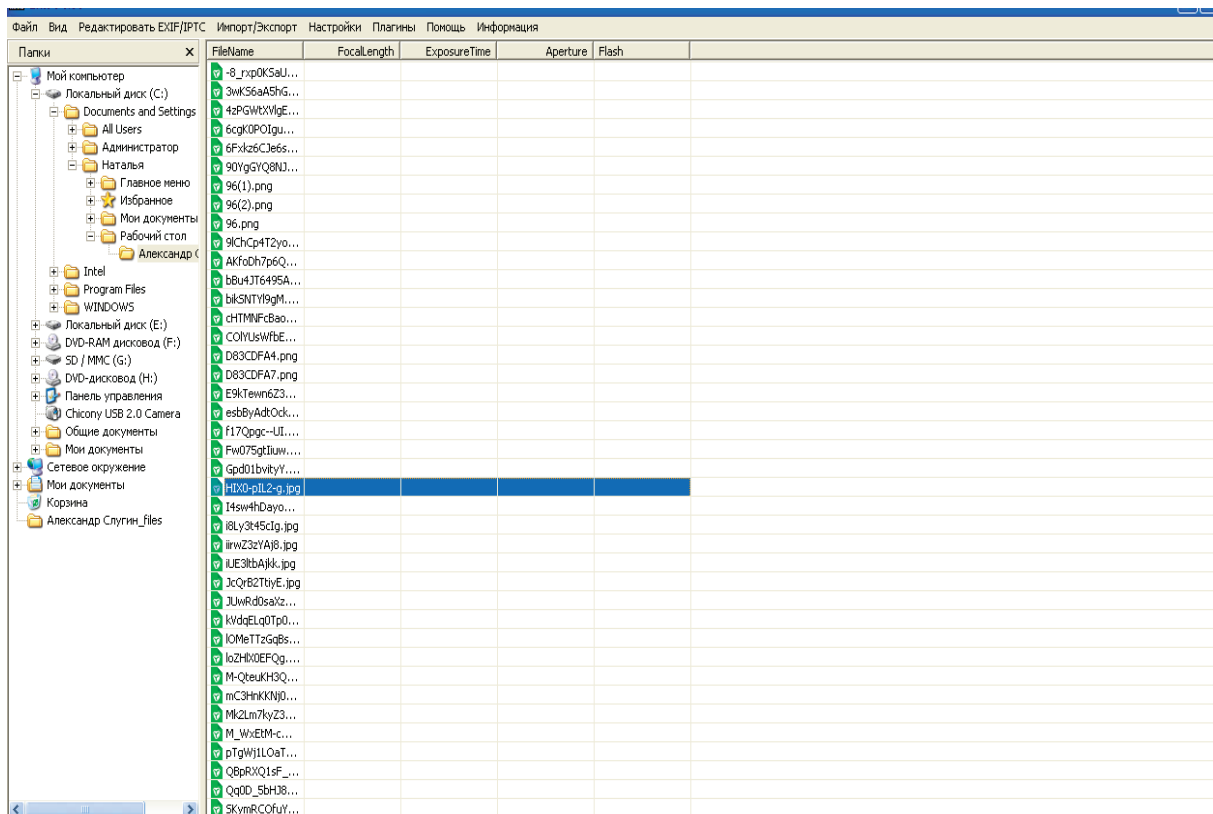 Файл Вид Редактировать EXIF/IPTC Импорт/Экспорт Настройки Плагины Помощь Информация
Папки
Мой компьютер
Локальный диск (C:)
Documents and Settings
All Users
Администратор
Наталья
Главное меню
Избранное
Мои документы
Рабочий стол
Александр С
Intel
Program Files
WINDOWS
Локальный диск (E:)
DVD-RAM дисковод (F:)
SD / MMC (G:)
DVD-дисковод (H:)
Панель управления
Chicony USB 2.0 Camera
Общие документы
Мои документы
Сетевое окружение
Мои документы
Корзина
Александр Слугин_files
FileName FocalLength ExposureTime Aperture Flash
-8_rxp0KSaU...
3wKS6aA5hG...
4zPGWtXVlgE...
6cgK0POIgu...
6Fxkz6CJe6s...
90YgGYQ8NJ...
96(1).png
96(2).png
96.png
9lChCp4T2yo...
AKfoDh7p6Q...
bBu4JT6495A...
bikSNTYl9gM....
cHTMNFcBao...
COlYUsWfbE...
D83CDFA4.png
D83CDFA7.png
E9kTewn6Z3...
esbByAdtOck...
f17Qpgc--UI....
Fw075gtIiuw....
Gpd01bvityY....
HIX0-pIL2-g.jpg
I4sw4hDayo...
i8Ly3t45cIg.jpg
iirwZ3zYAj8.jpg
iUE3ltbAjkk.jpg
JcQrB2TtiyE.jpg
JUwRd0saXz...
kVdqELq0Tp0...
lOMeTTzGqBs...
loZHlX0EFQg....
M-QteuKH3Q...
mC3HnKKNj0...
Mk2Lm7kyZ3...
M_WxEtM-c...
pTgWj1LOaT...
QBpRXQ1sF_...
Qq0D_5bHJ8...
SKymRCOfuY...